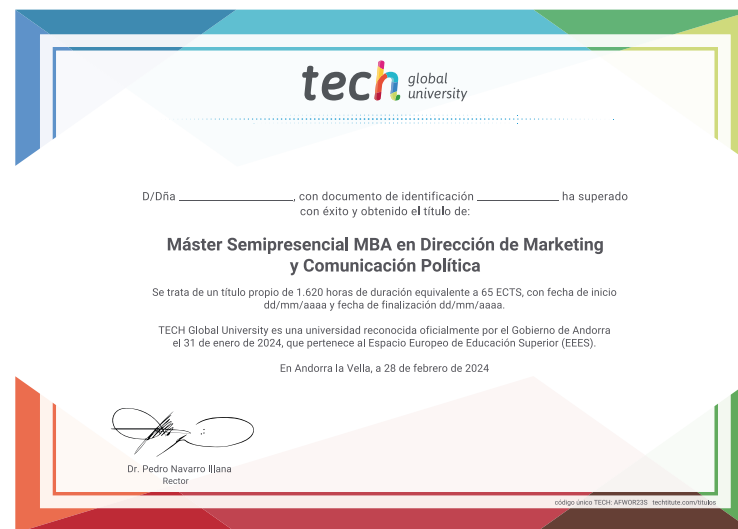 tech global university
D/Dña ______________, con documento de identificación __________ ha superado
con éxito y obtenido el título de:
Máster Semipresencial MBA en Dirección de Marketing
y Comunicación Política
Se trata de un título propio de 1.620 horas de duración equivalente a 65 ECTS, con fecha de inicio
dd/mm/aaaa y fecha de finalización dd/mm/aaaa.
TECH Global University es una universidad reconocida oficialmente por el Gobierno de Andorra
el 31 de enero de 2024, que pertenece al Espacio Europeo de Educación Superior (EEES).
En Andorra la Vella, a 28 de febrero de 2024
Dr. Pedro Navarro Illana
Rector
código único TECH: AFWOR23S techtitute.com/titulos